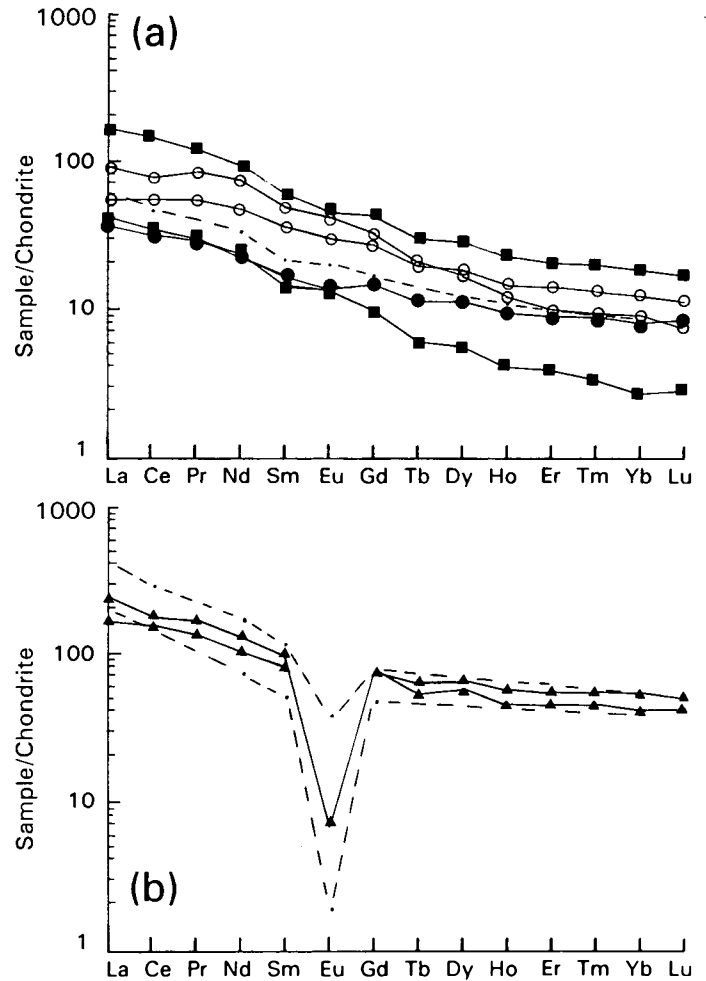 1000
(a)
100
Sample/Chondrite
10
1
La Ce Pr Nd Sm Eu Gd Tb Dy Ho Er Tm Yb Lu
1000
100
Sample/Chondrite
10
(b)
1
La Ce Pr Nd Sm Eu Gd Tb Dy Ho Er Tm Yb Lu